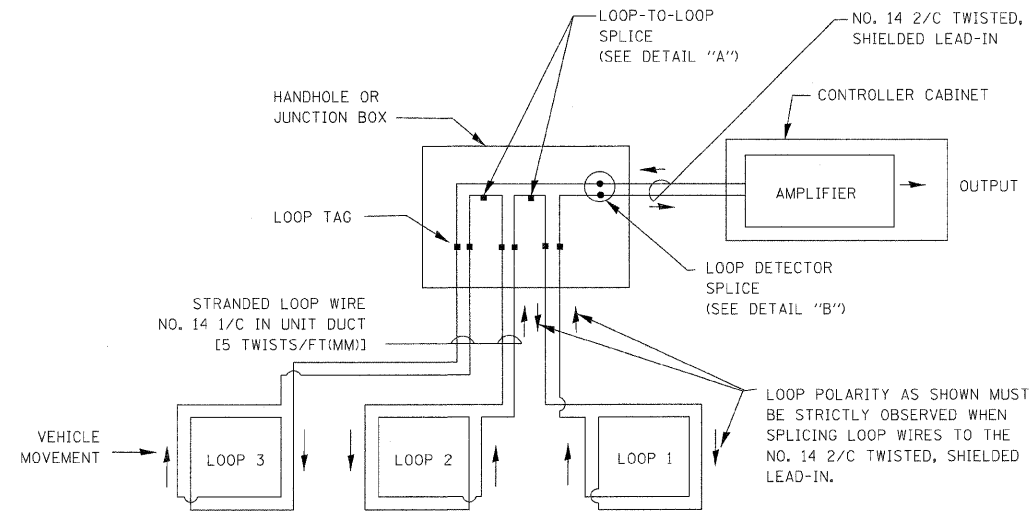 LOOP-TO-LOOP
SPLICE
(SEE DETAIL "A")
NO. 14 2/C TWISTED,
SHIELDED LEAD-IN
HANDHOLE OR
JUNCTION BOX
CONTROLLER CABINET
AMPLIFIER
OUTPUT
LOOP TAG
LOOP DETECTOR
SPLICE
(SEE DETAIL "B")
STRANDED LOOP WIRE
NO. 14 1/C IN UNIT DUCT
[5 TWISTS/FT(MM)]
LOOP POLARITY AS SHOWN MUST
BE STRICTLY OBSERVED WHEN
SPLICING LOOP WIRES TO THE
NO. 14 2/C TWISTED, SHIELDED
LEAD-IN.
VEHICLE
MOVEMENT
LOOP 3
LOOP 2
LOOP 1